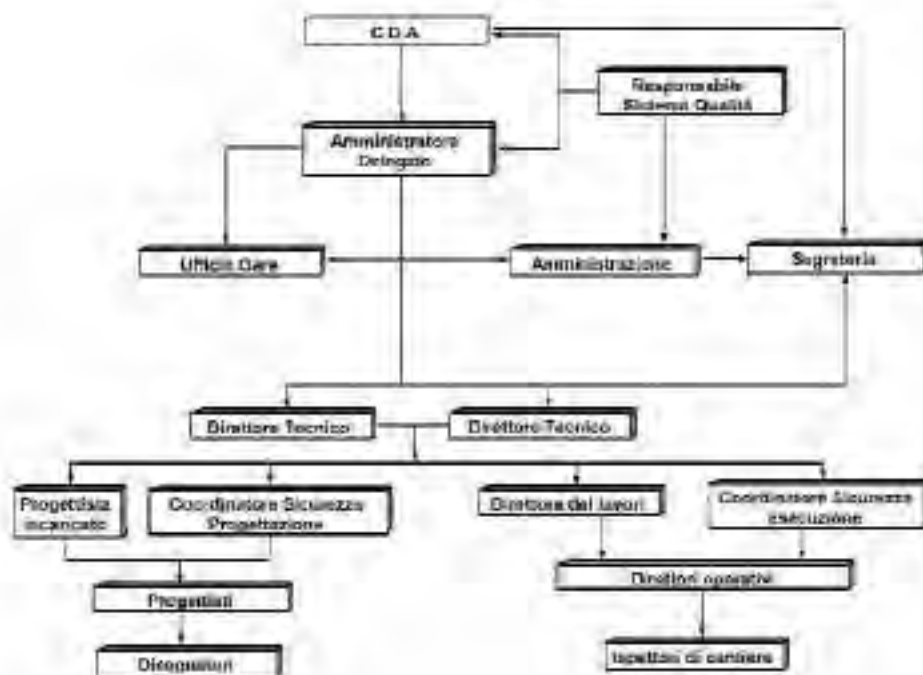 C.D.A.
Responsabile
Sistema Qualità
Amministratore
Delegato
Ufficio Gare
Amministrazione
Segreteria
Direttore Tecnico
Direttore Tecnico
Progettista
incaricato
Coordinatore Sicurezza
Progettazione
Direttore dei lavori
Coordinatore Sicurezza
Esecuzione
Direttori operativi
Progettisti
Ispettori di cantiere
Disegnatori